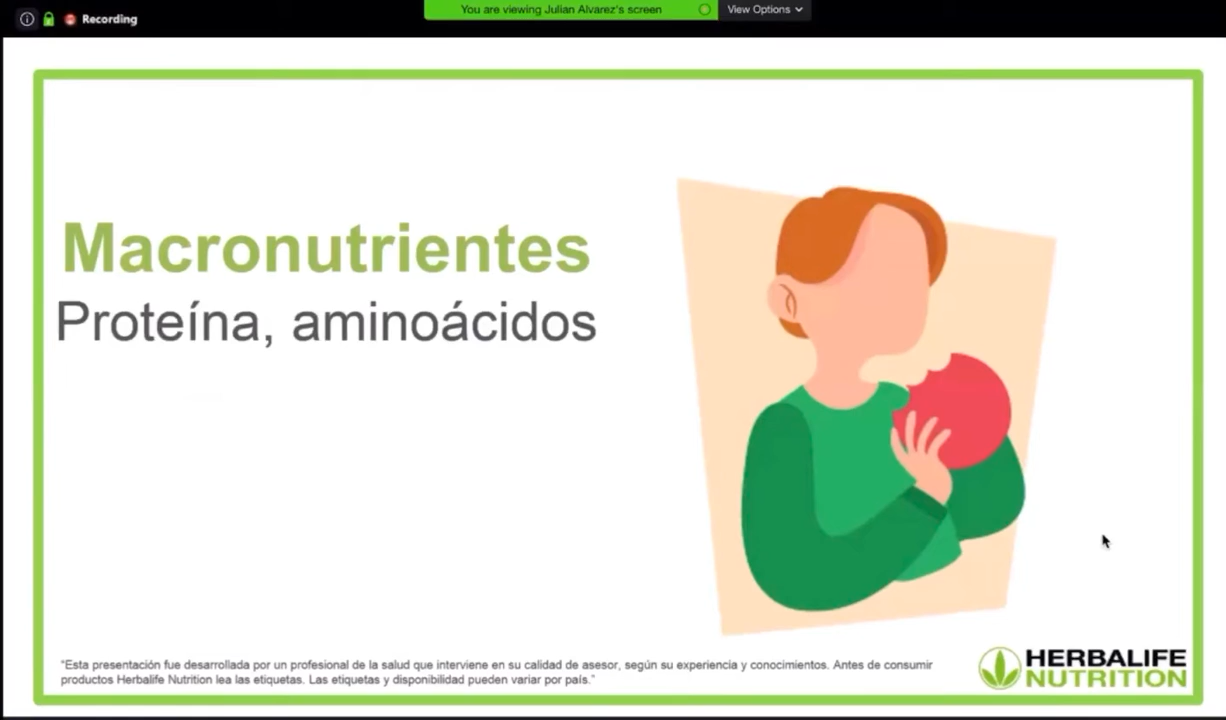 You are viewing Julian Alvarez's screen
View Options
Recording
Macronutrientes
Proteína, aminoácidos
"Esta presentación fue desarrollada por un profesional de la salud que interviene en su calidad de asesor, según su experiencia y conocimientos. Antes de consumir
productos Herbalife Nutrition lea las etiquetas. Las etiquetas y disponibilidad pueden variar por país."
HERBALIFE
NUTRITION